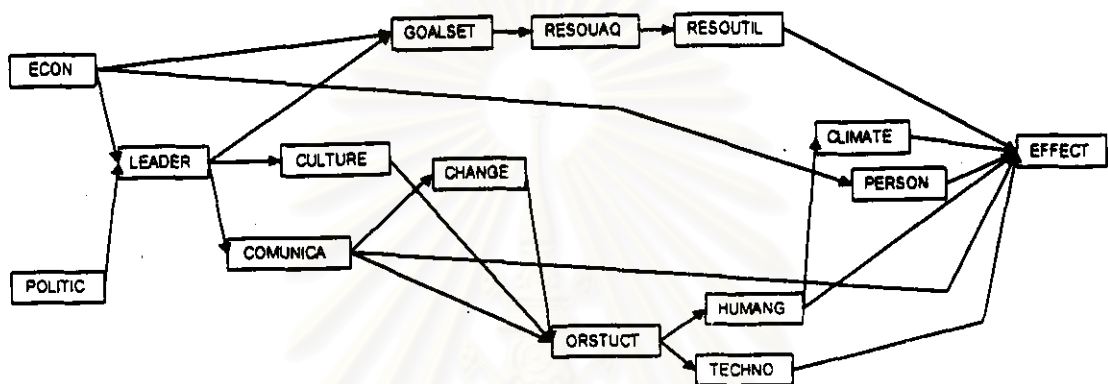 GOALSET RESOUAQ RESOUTIL
ECON
CLIMATE
LEADER CULTURE EFFECT
CHANGE PERSON
COMUNICA
POLITIC
HUMANG
ORSTUCT
TECHNO